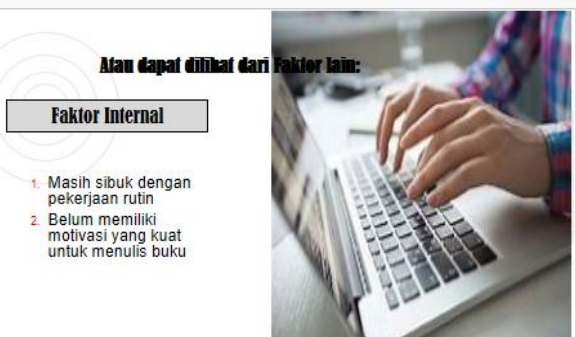 Atau dapat dilihat dari Faktor lain:
Faktor Internal
1. Masih sibuk dengan
pekerjaan rutin
2. Belum memiliki
motivasi yang kuat
untuk menulis buku